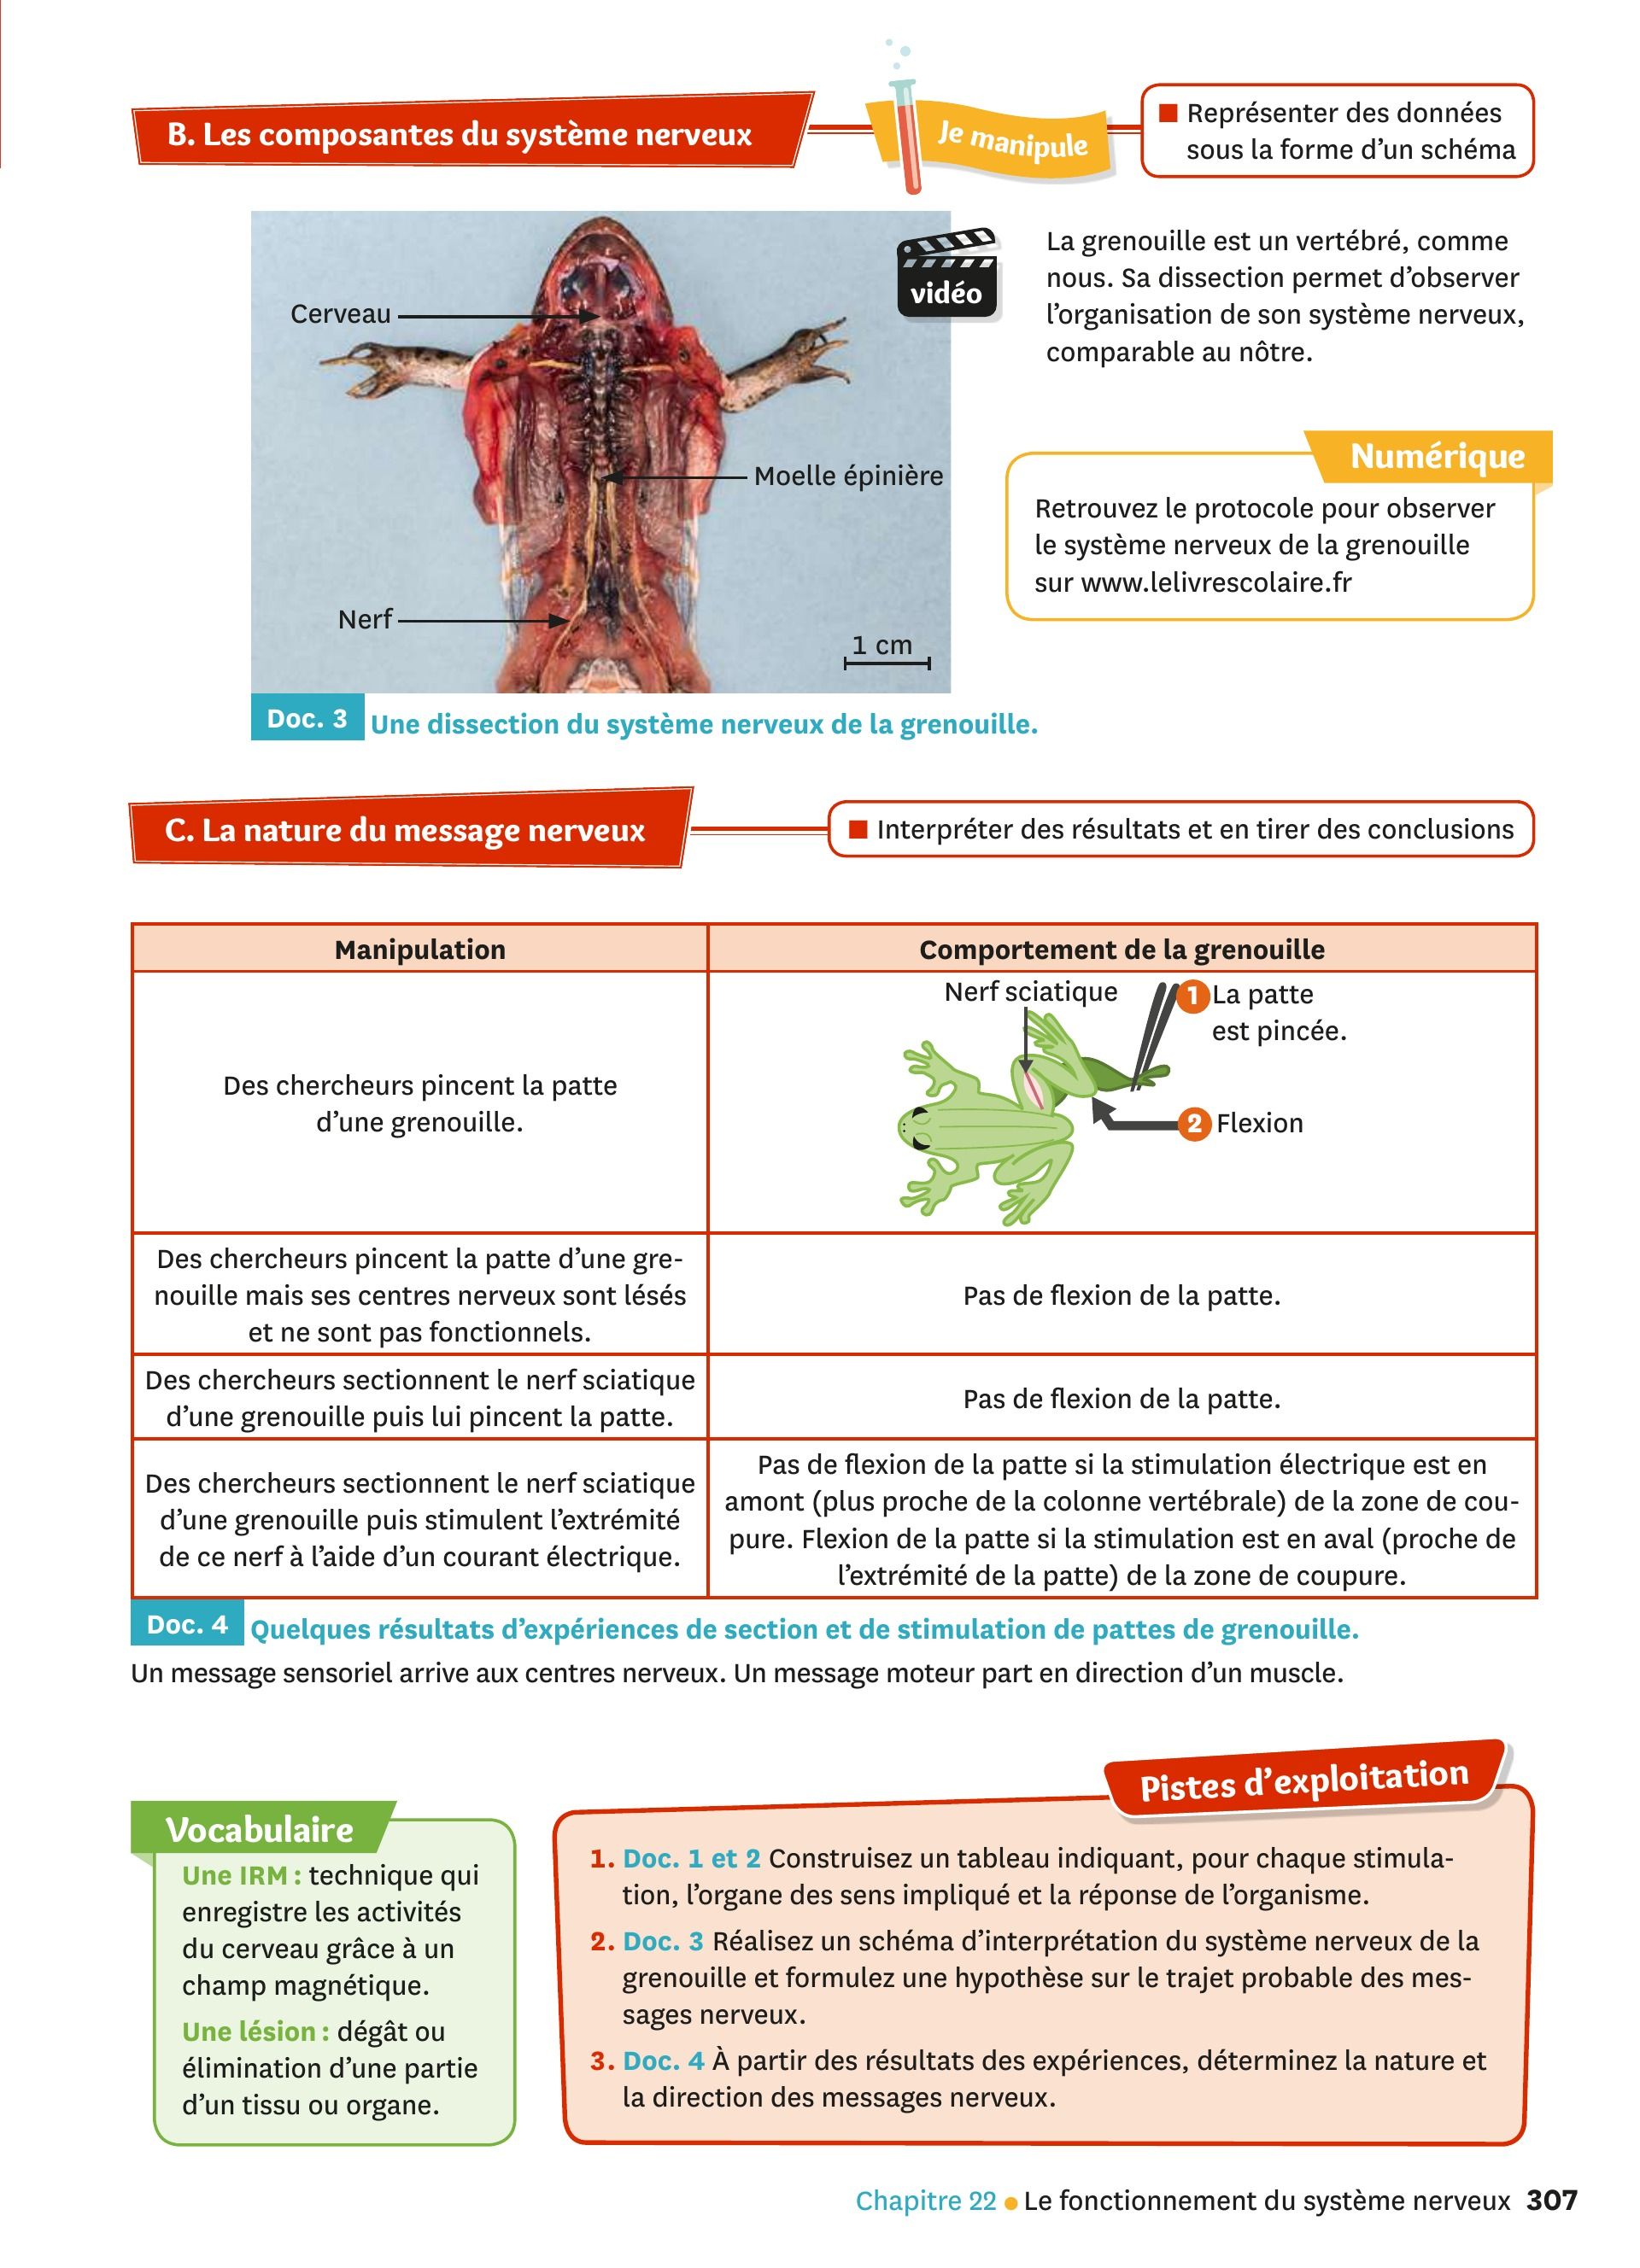 B. Les composantes du système nerveux
Je manipule
■ Représenter des données
sous la forme d'un schéma
Cerveau
Moelle épinière
Nerf
1 cm
vidéo
La grenouille est un vertébré, comme
nous. Sa dissection permet d'observer
l'organisation de son système nerveux,
comparable au nôtre.
Numérique
Retrouvez le protocole pour observer
le système nerveux de la grenouille
sur www.lelivrescolaire.fr
Doc. 3 Une dissection du système nerveux de la grenouille.
C. La nature du message nerveux
■ Interpréter des résultats et en tirer des conclusions
Manipulation
Comportement de la grenouille
Des chercheurs pincent la patte
d'une grenouille.
Nerf sciatique
1 La patte
est pincée.
2 Flexion
Des chercheurs pincent la patte d'une gre-
nouille mais ses centres nerveux sont lésés
et ne sont pas fonctionnels.
Pas de flexion de la patte.
Des chercheurs sectionnent le nerf sciatique
d'une grenouille puis lui pincent la patte.
Pas de flexion de la patte.
Des chercheurs sectionnent le nerf sciatique
d'une grenouille puis stimulent l'extrémité
de ce nerf à l'aide d'un courant électrique.
Pas de flexion de la patte si la stimulation électrique est en
amont (plus proche de la colonne vertébrale) de la zone de cou-
pure. Flexion de la patte si la stimulation est en aval (proche de
l'extrémité de la patte) de la zone de coupure.
Doc. 4 Quelques résultats d'expériences de section et de stimulation de pattes de grenouille.
Un message sensoriel arrive aux centres nerveux. Un message moteur part en direction d'un muscle.
Vocabulaire
Une IRM : technique qui
enregistre les activités
du cerveau grâce à un
champ magnétique.
Une lésion : dégât ou
élimination d'une partie
d'un tissu ou organe.
Pistes d'exploitation
1. Doc. 1 et 2 Construisez un tableau indiquant, pour chaque stimula-
tion, l'organe des sens impliqué et la réponse de l'organisme.
2. Doc. 3 Réalisez un schéma d'interprétation du système nerveux de la
grenouille et formulez une hypothèse sur le trajet probable des mes-
sages nerveux.
3. Doc. 4 À partir des résultats des expériences, déterminez la nature et
la direction des messages nerveux.
Chapitre 22 • Le fonctionnement du système nerveux 307